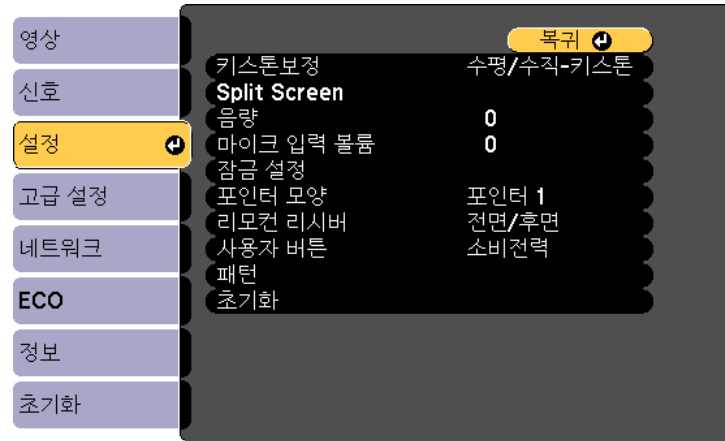 영상
신호
설정
고급 설정
네트워크
ECO
정보
초기화
복귀
키스톤보정 수평/수직-키스톤
Split Screen
음량 0
마이크 입력 볼륨 0
잠금 설정
포인터 모양 포인터 1
리모컨 리시버 전면/후면
사용자 버튼 소비전력
패턴
초기화